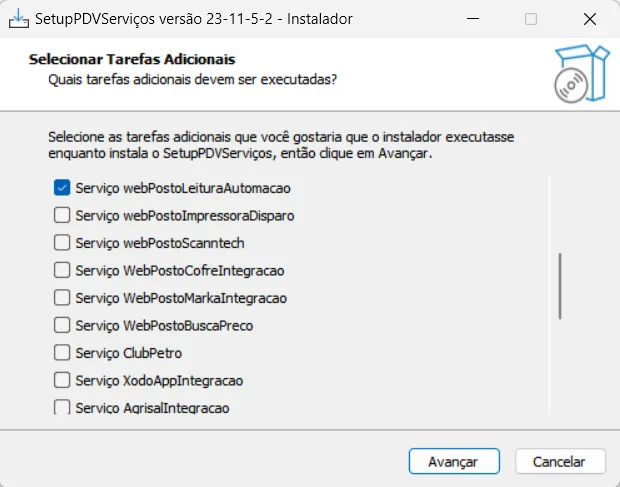 SetupPDVServiços versão 23-11-5-2 - Instalador
Selecionar Tarefas Adicionais
Quais tarefas adicionais devem ser executadas?
Selecione as tarefas adicionais que você gostaria que o instalador executasse
enquanto instala o SetupPDVServiços, então clique em Avançar.
Serviço webPostoLeituraAutomacao
Serviço webPostoImpressoraDisparo
Serviço webPostoScanntech
Serviço WebPostoCofreIntegracao
Serviço WebPostoMarkaIntegracao
Serviço WebPostoBuscaPreco
Serviço ClubPetro
Serviço XodoAppIntegracao
Serviço AgrisalIntegracao
Avançar
Cancelar